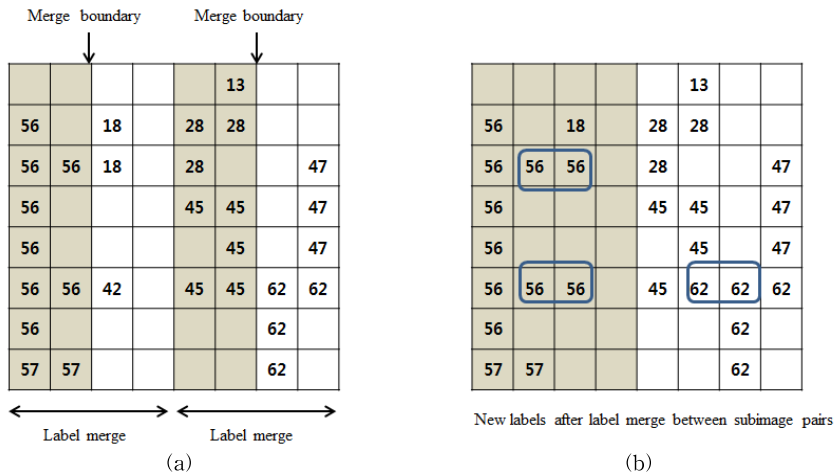 Merge boundary Merge boundary
13 13
56 18 28 28 56 18 28 28
56 56 18 28 47 56 56 56 28 47
56 45 45 47 56 45 45 47
56 45 47 56 45 47
56 56 42 45 45 62 62 56 56 56 45 62 62 62
56 62 56 62
57 57 62 57 57 62
Label merge Label merge New labels after label merge between subimage pairs
(a) (b)